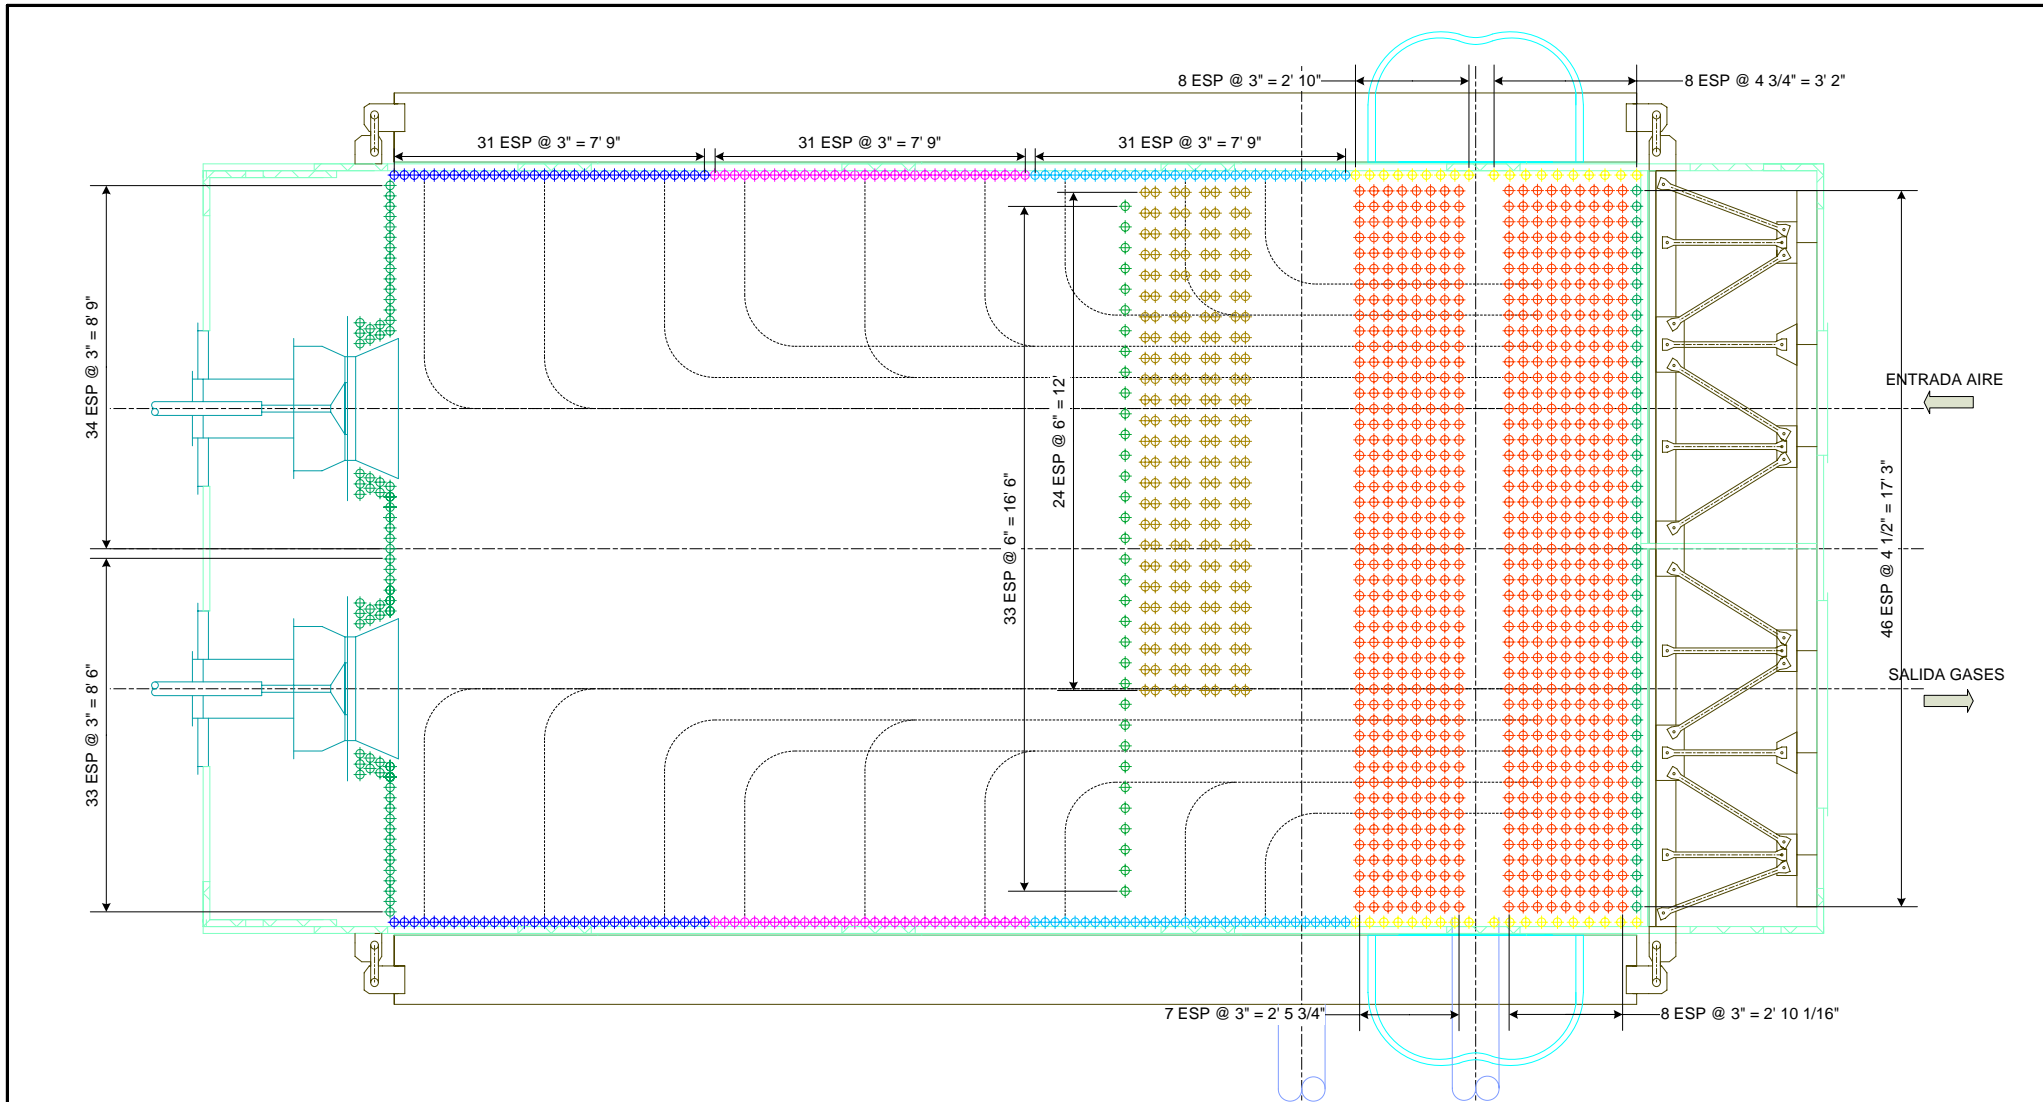 8 ESP @ 3" = 2' 10"
8 ESP @ 4 3/4" = 3' 2"
31 ESP @ 3" = 7' 9"
31 ESP @ 3" = 7' 9"
31 ESP @ 3" = 7' 9"
34 ESP @ 3" = 8' 9"
33 ESP @ 3" = 8' 6"
33 ESP @ 6" = 16' 6"
24 ESP @ 6" = 12'
46 ESP @ 4 1/2" = 17' 3"
ENTRADA AIRE
SALIDA GASES
7 ESP @ 3" = 2' 5 3/4"
8 ESP @ 3" = 2' 10 1/16"